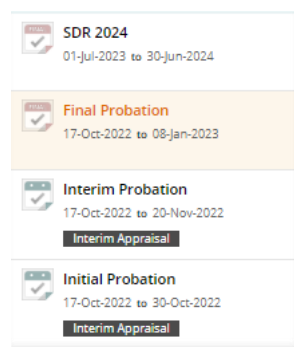 FINAL
SDR 2024
01-Jul-2023 to 30-Jun-2024
FINAL
Final Probation
17-Oct-2022 to 08-Jan-2023
Interim Probation
17-Oct-2022 to 20-Nov-2022
Interim Appraisal
Initial Probation
17-Oct-2022 to 30-Oct-2022
Interim Appraisal